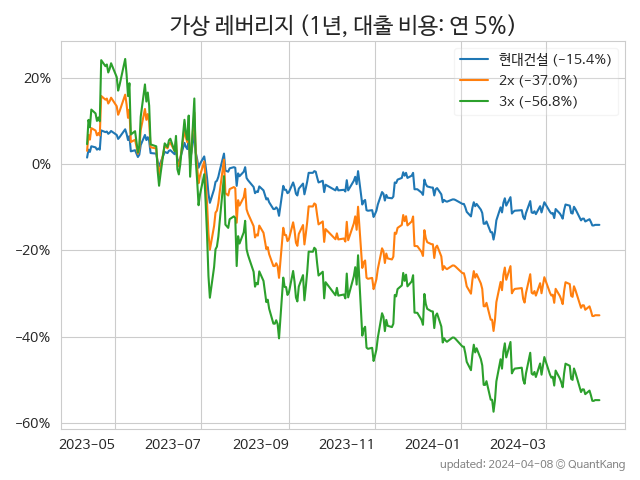 가상 레버리지 (1년, 대출 비용: 연 5%)
현대건설 (−15.4%)
2x (−37.0%)
3x (−56.8%)
20%
0%
−20%
−40%
−60%
2023-05 2023-07 2023-09 2023-11 2024-01 2024-03
updated: 2024-04-08 © QuantKang